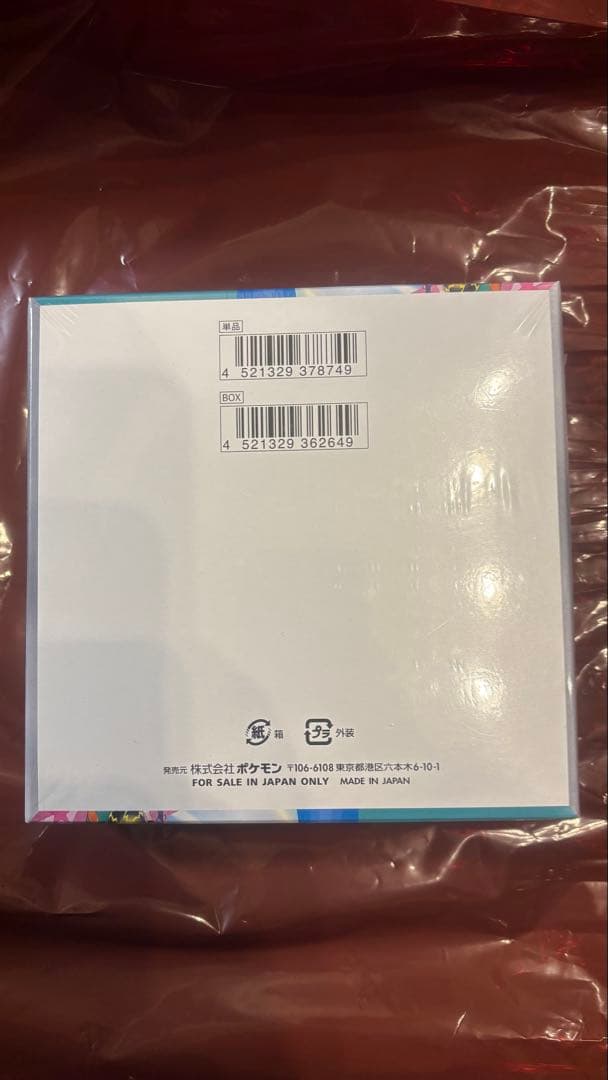 単品
4 521329 378749
BOX
4 521329 362649
紙 箱 プラ 外装
発売元 株式会社ポケモン 〒106-6108 東京都港区六本木6-10-1
FOR SALE IN JAPAN ONLY MADE IN JAPAN